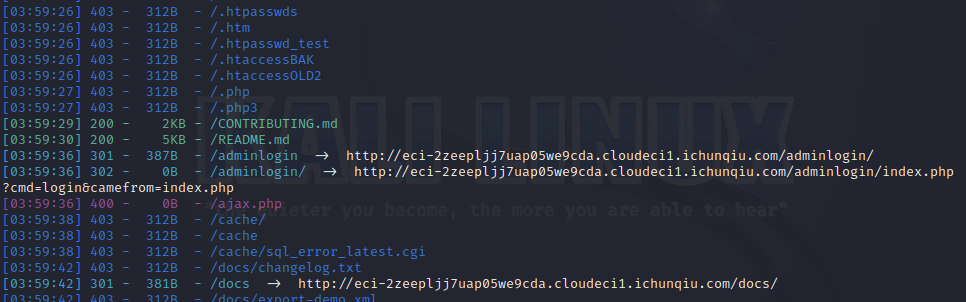 [03:59:26] 403 -  312B  - /.htpasswds
[03:59:26] 403 -  312B  - /.htm
[03:59:26] 403 -  312B  - /.htpasswd_test
[03:59:26] 403 -  312B  - /.htaccessBAK
[03:59:26] 403 -  312B  - /.htaccessOLD2
[03:59:27] 403 -  312B  - /.php
[03:59:27] 403 -  312B  - /.php3
KALI LINUX
[03:59:29] 200 -    2KB - /CONTRIBUTING.md
[03:59:30] 200 -    5KB - /README.md
[03:59:36] 301 -  387B  - /adminlogin  ->  http://eci-2zeepljj7uap05we9cda.cloudeci1.ichunqiu.com/adminlogin/
[03:59:36] 302 -    0B  - /adminlogin/  ->  http://eci-2zeepljj7uap05we9cda.cloudeci1.ichunqiu.com/adminlogin/index.php
?cmd=login&camefrom=index.php
[03:59:36] 400 -    0B  - /ajax.php
"the quieter you become, the more you are able to hear"
[03:59:38] 403 -  312B  - /cache/
[03:59:38] 403 -  312B  - /cache
[03:59:38] 403 -  312B  - /cache/sql_error_latest.cgi
[03:59:42] 403 -  312B  - /docs/changelog.txt
[03:59:42] 301 -  381B  - /docs  ->  http://eci-2zeepljj7uap05we9cda.cloudeci1.ichunqiu.com/docs/
[03:59:42] 403 -  312B  - /docs/export-demo.xml